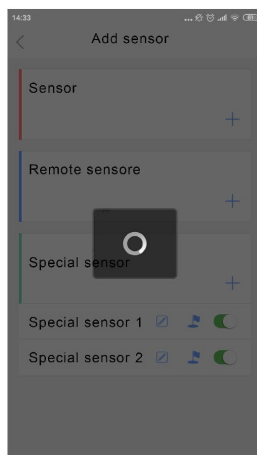 14:33
Add sensor
Sensor
Remote sensore
Special sensor
Special sensor 1
Special sensor 2